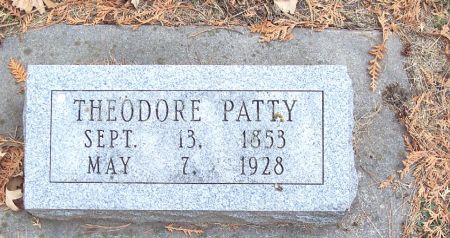 THEODORE PATTY
SEPT. 13, 1853
MAY 7, 1928